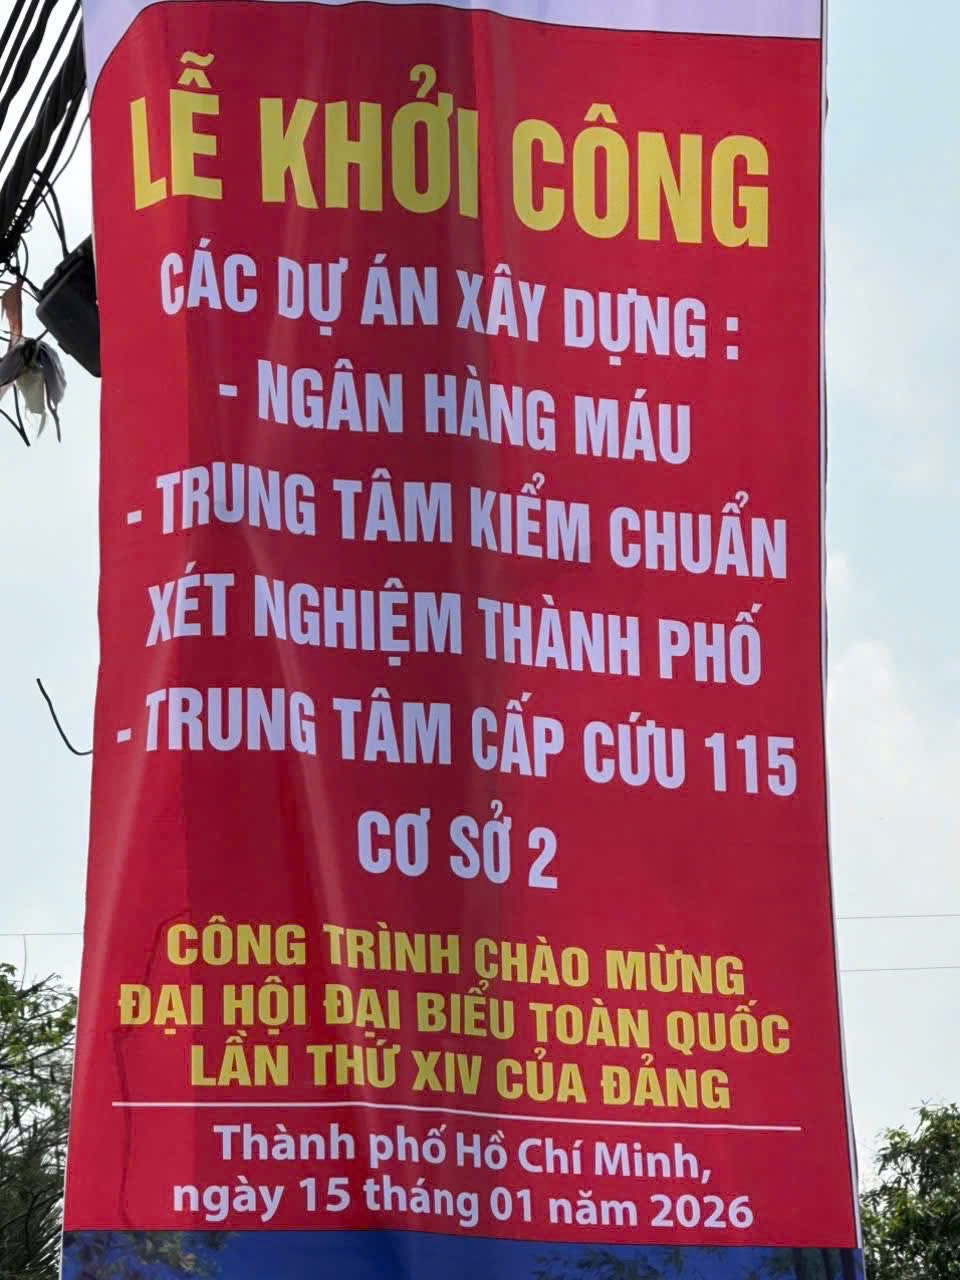 LỄ KHỞI CÔNG
CÁC DỰ ÁN XÂY DỰNG :
- NGÂN HÀNG MÁU
- TRUNG TÂM KIỂM CHUẨN
XÉT NGHIỆM THÀNH PHỐ
- TRUNG TÂM CẤP CỨU 115
CƠ SỞ 2
CÔNG TRÌNH CHÀO MỪNG
ĐẠI HỘI ĐẠI BIỂU TOÀN QUỐC
LẦN THỨ XIV CỦA ĐẢNG
Thành phố Hồ Chí Minh,
ngày 15 tháng 01 năm 2026